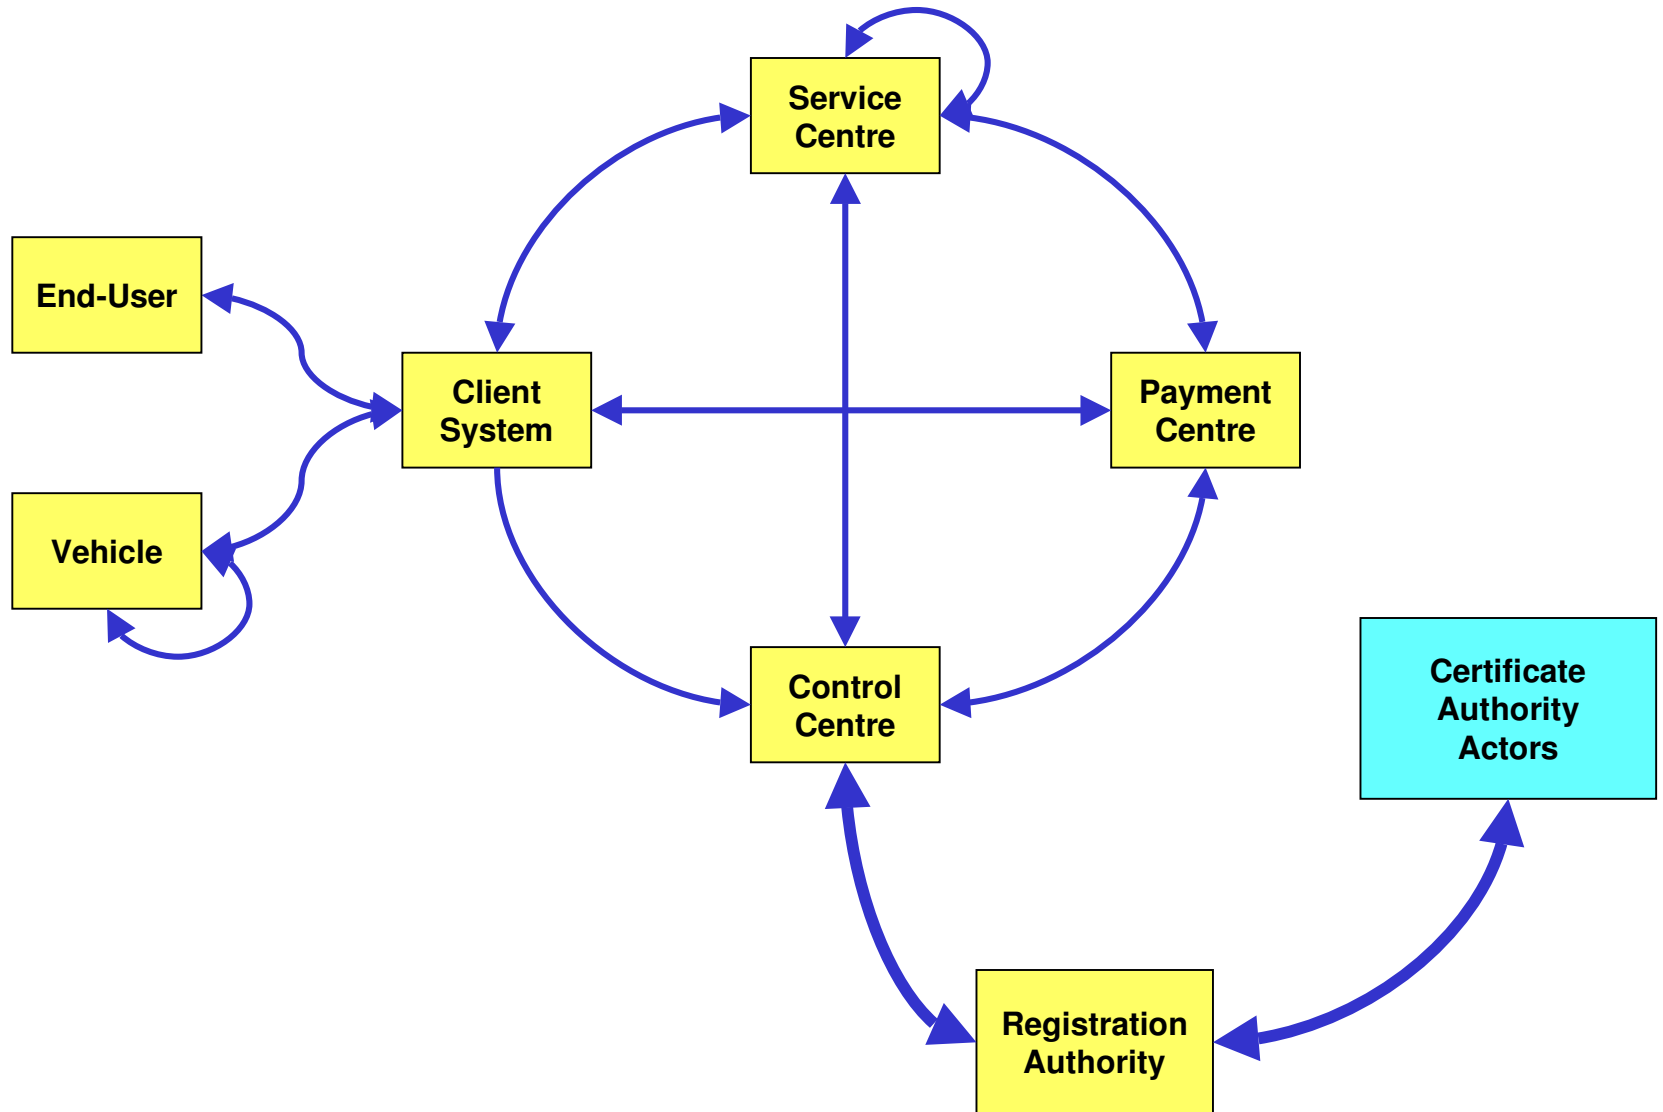 Service
Centre
End-User
Client
System
Payment
Centre
Vehicle
Control
Centre
Certificate
Authority
Actors
Registration
Authority